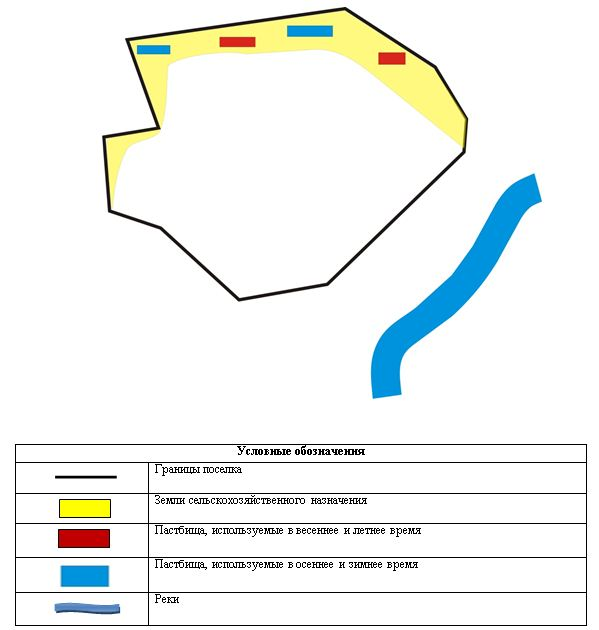 Условные обозначения
Границы поселка
Земли сельскохозяйственного назначения
Пастбища, используемые в весеннее и летнее время
Пастбища, используемые в осеннее и зимнее время
Реки